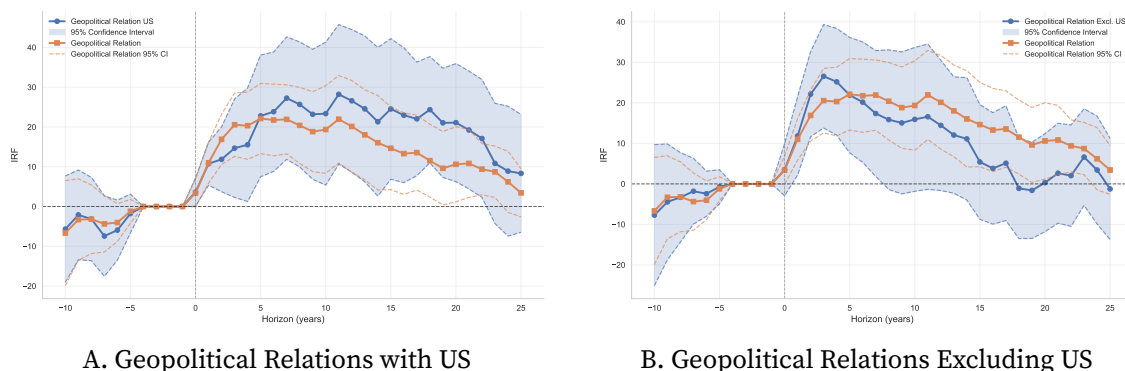 Geopolitical Relation US
95% Confidence Interval
Geopolitical Relation
Geopolitical Relation 95% CI
40
30
20
10
0
−10
−20
IRF
−10 −5 0 5 10 15 20 25
Horizon (years)
A. Geopolitical Relations with US
Geopolitical Relation Excl. US
95% Confidence Interval
Geopolitical Relation
Geopolitical Relation 95% CI
40
30
20
10
0
−10
−20
IRF
−10 −5 0 5 10 15 20 25
Horizon (years)
B. Geopolitical Relations Excluding US